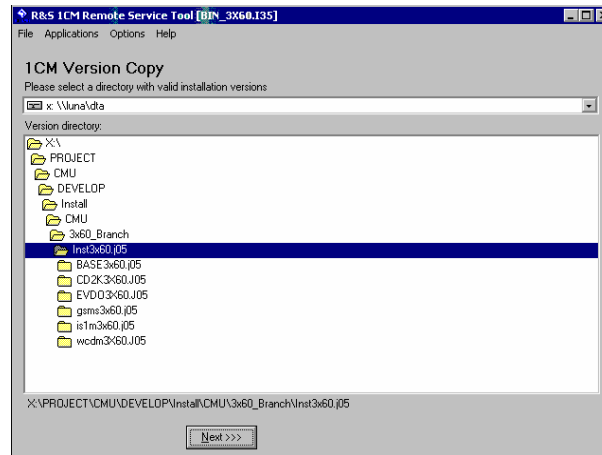 R&S 1CM Remote Service Tool [BIN_3X60.I35]
File Applications Options Help
1CM Version Copy
Please select a directory with valid installation versions
x: \\luna\dta
Version directory:
X:\
PROJECT
CMU
DEVELOP
Install
CMU
3x60_Branch
Inst3x60.j05
BASE3x60.j05
CD2K3X60.J05
EVDO3X60.J05
gsms3x60.j05
is1m3x60.j05
wcdm3X60.J05
X:\PROJECT\CMU\DEVELOP\Install\CMU\3x60_Branch\Inst3x60.j05
Next >>>